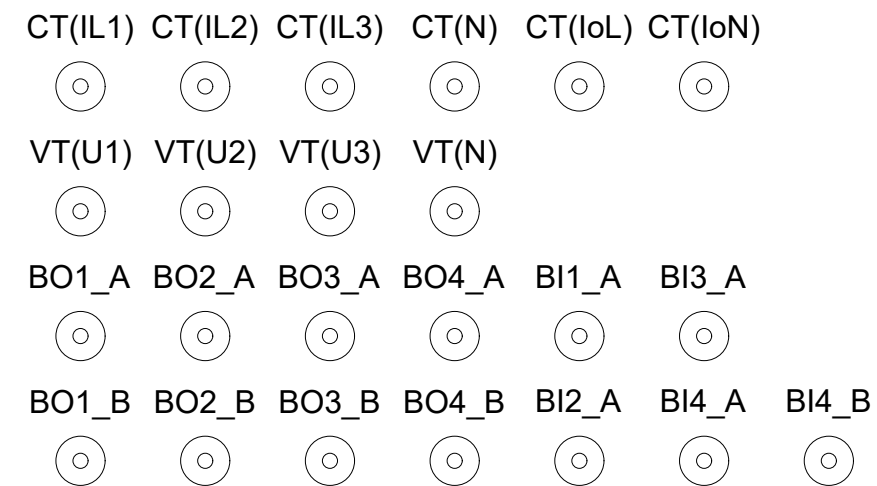 CT(IL1) CT(IL2) CT(IL3) CT(N) CT(IoL) CT(IoN)
VT(U1) VT(U2) VT(U3) VT(N)
BO1_A BO2_A BO3_A BO4_A BI1_A BI3_A
BO1_B BO2_B BO3_B BO4_B BI2_A BI4_A BI4_B